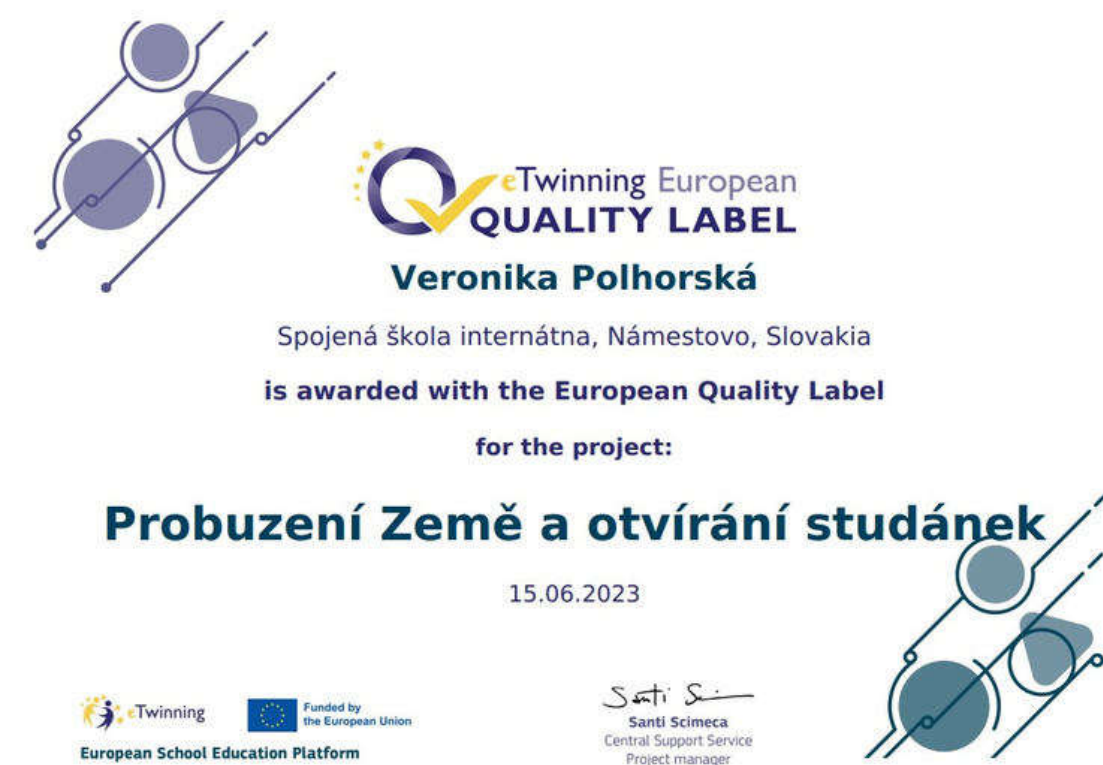 eTwinning European
QUALITY LABEL
Veronika Polhorská
Spojená škola internátna, Námestovo, Slovakia
is awarded with the European Quality Label
for the project:
Probuzení Země a otvírání studánek
15.06.2023
eTwinning
Funded by
the European Union
European School Education Platform
Santi Scimeca
Central Support Service
Project manager